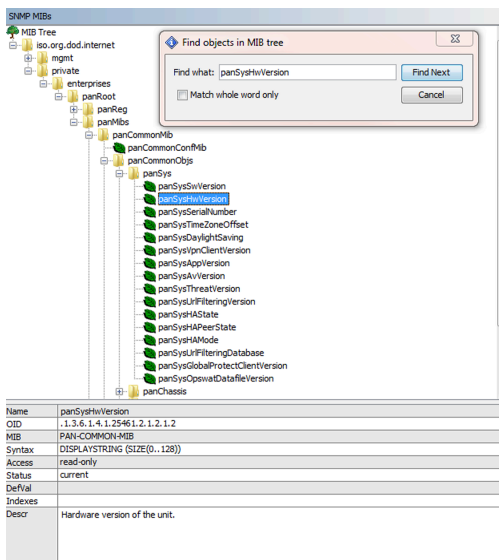 SNMP MIBs
MIB Tree
iso.org.dod.internet
mgmt
private
enterprises
panRoot
panReg
panMibs
panCommonMib
panCommonConfMib
panCommonObjs
panSys
panSysSwVersion
panSysHwVersion
panSysSerialNumber
panSysTimeZoneOffset
panSysDaylightSaving
panSysVpnClientVersion
panSysAppVersion
panSysAvVersion
panSysThreatVersion
panSysUrlFilteringVersion
panSysHAState
panSysHAPeerState
panSysHAMode
panSysUrlFilteringDatabase
panSysGlobalProtectClientVersion
panSysOpswatDatafileVersion
panChassis
Find objects in MIB tree
Find what: panSysHwVersion Find Next
Match whole word only Cancel
Name panSysHwVersion
OID .1.3.6.1.4.1.25461.2.1.2.1.2
MIB PAN-COMMON-MIB
Syntax DISPLAYSTRING (SIZE(0..128))
Access read-only
Status current
DefVal
Indexes
Descr Hardware version of the unit.